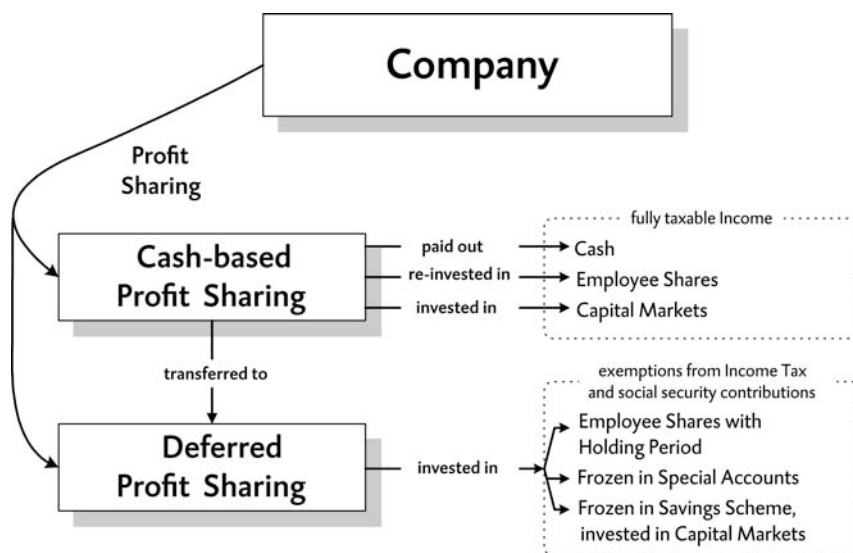 Company
Profit
Sharing
fully taxable Income
Cash-based
Profit Sharing
paid out
Cash
re-invested in
Employee Shares
invested in
Capital Markets
transferred to
exemptions from Income Tax
and social security contributions
Deferred
Profit Sharing
invested in
Employee Shares with
Holding Period
Frozen in Special Accounts
Frozen in Savings Scheme,
invested in Capital Markets